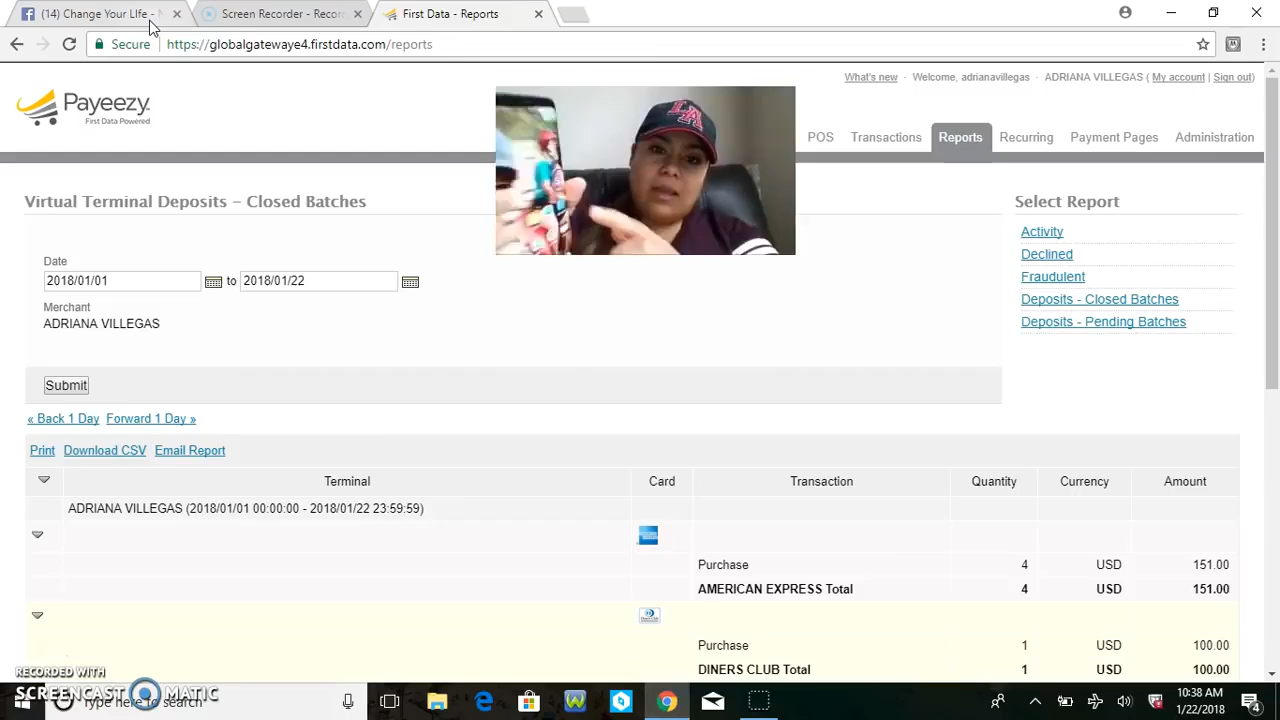 (14) Change Your LIfe -
Screen Recorder - Record
First Data - Reports
Secure
https://globalgatewaye4.firstdata.com/reports
What's new · Welcome, adrianavillegas · ADRIANA VILLEGAS ( My account | Sign out)
Payeezy
First Data Powered
LA
POS
Transactions
Reports
Recurring
Payment Pages
Administration
Virtual Terminal Deposits – Closed Batches
Select Report
Activity
Declined
Fraudulent
Deposits - Closed Batches
Deposits - Pending Batches
Date
2018/01/01
to
2018/01/22
Merchant
ADRIANA VILLEGAS
Submit
« Back 1 Day Forward 1 Day »
Print Download CSV Email Report
Terminal Card Transaction Quantity Currency Amount
ADRIANA VILLEGAS (2018/01/01 00:00:00 - 2018/01/22 23:59:59)
Purchase 4 USD 151.00
AMERICAN EXPRESS Total 4 USD 151.00
Purchase 1 USD 100.00
DINERS CLUB Total 1 USD 100.00
RECORDED WITH
SCREENCAST MATIC
Type here to search
10:38 AM
1/22/2018
4